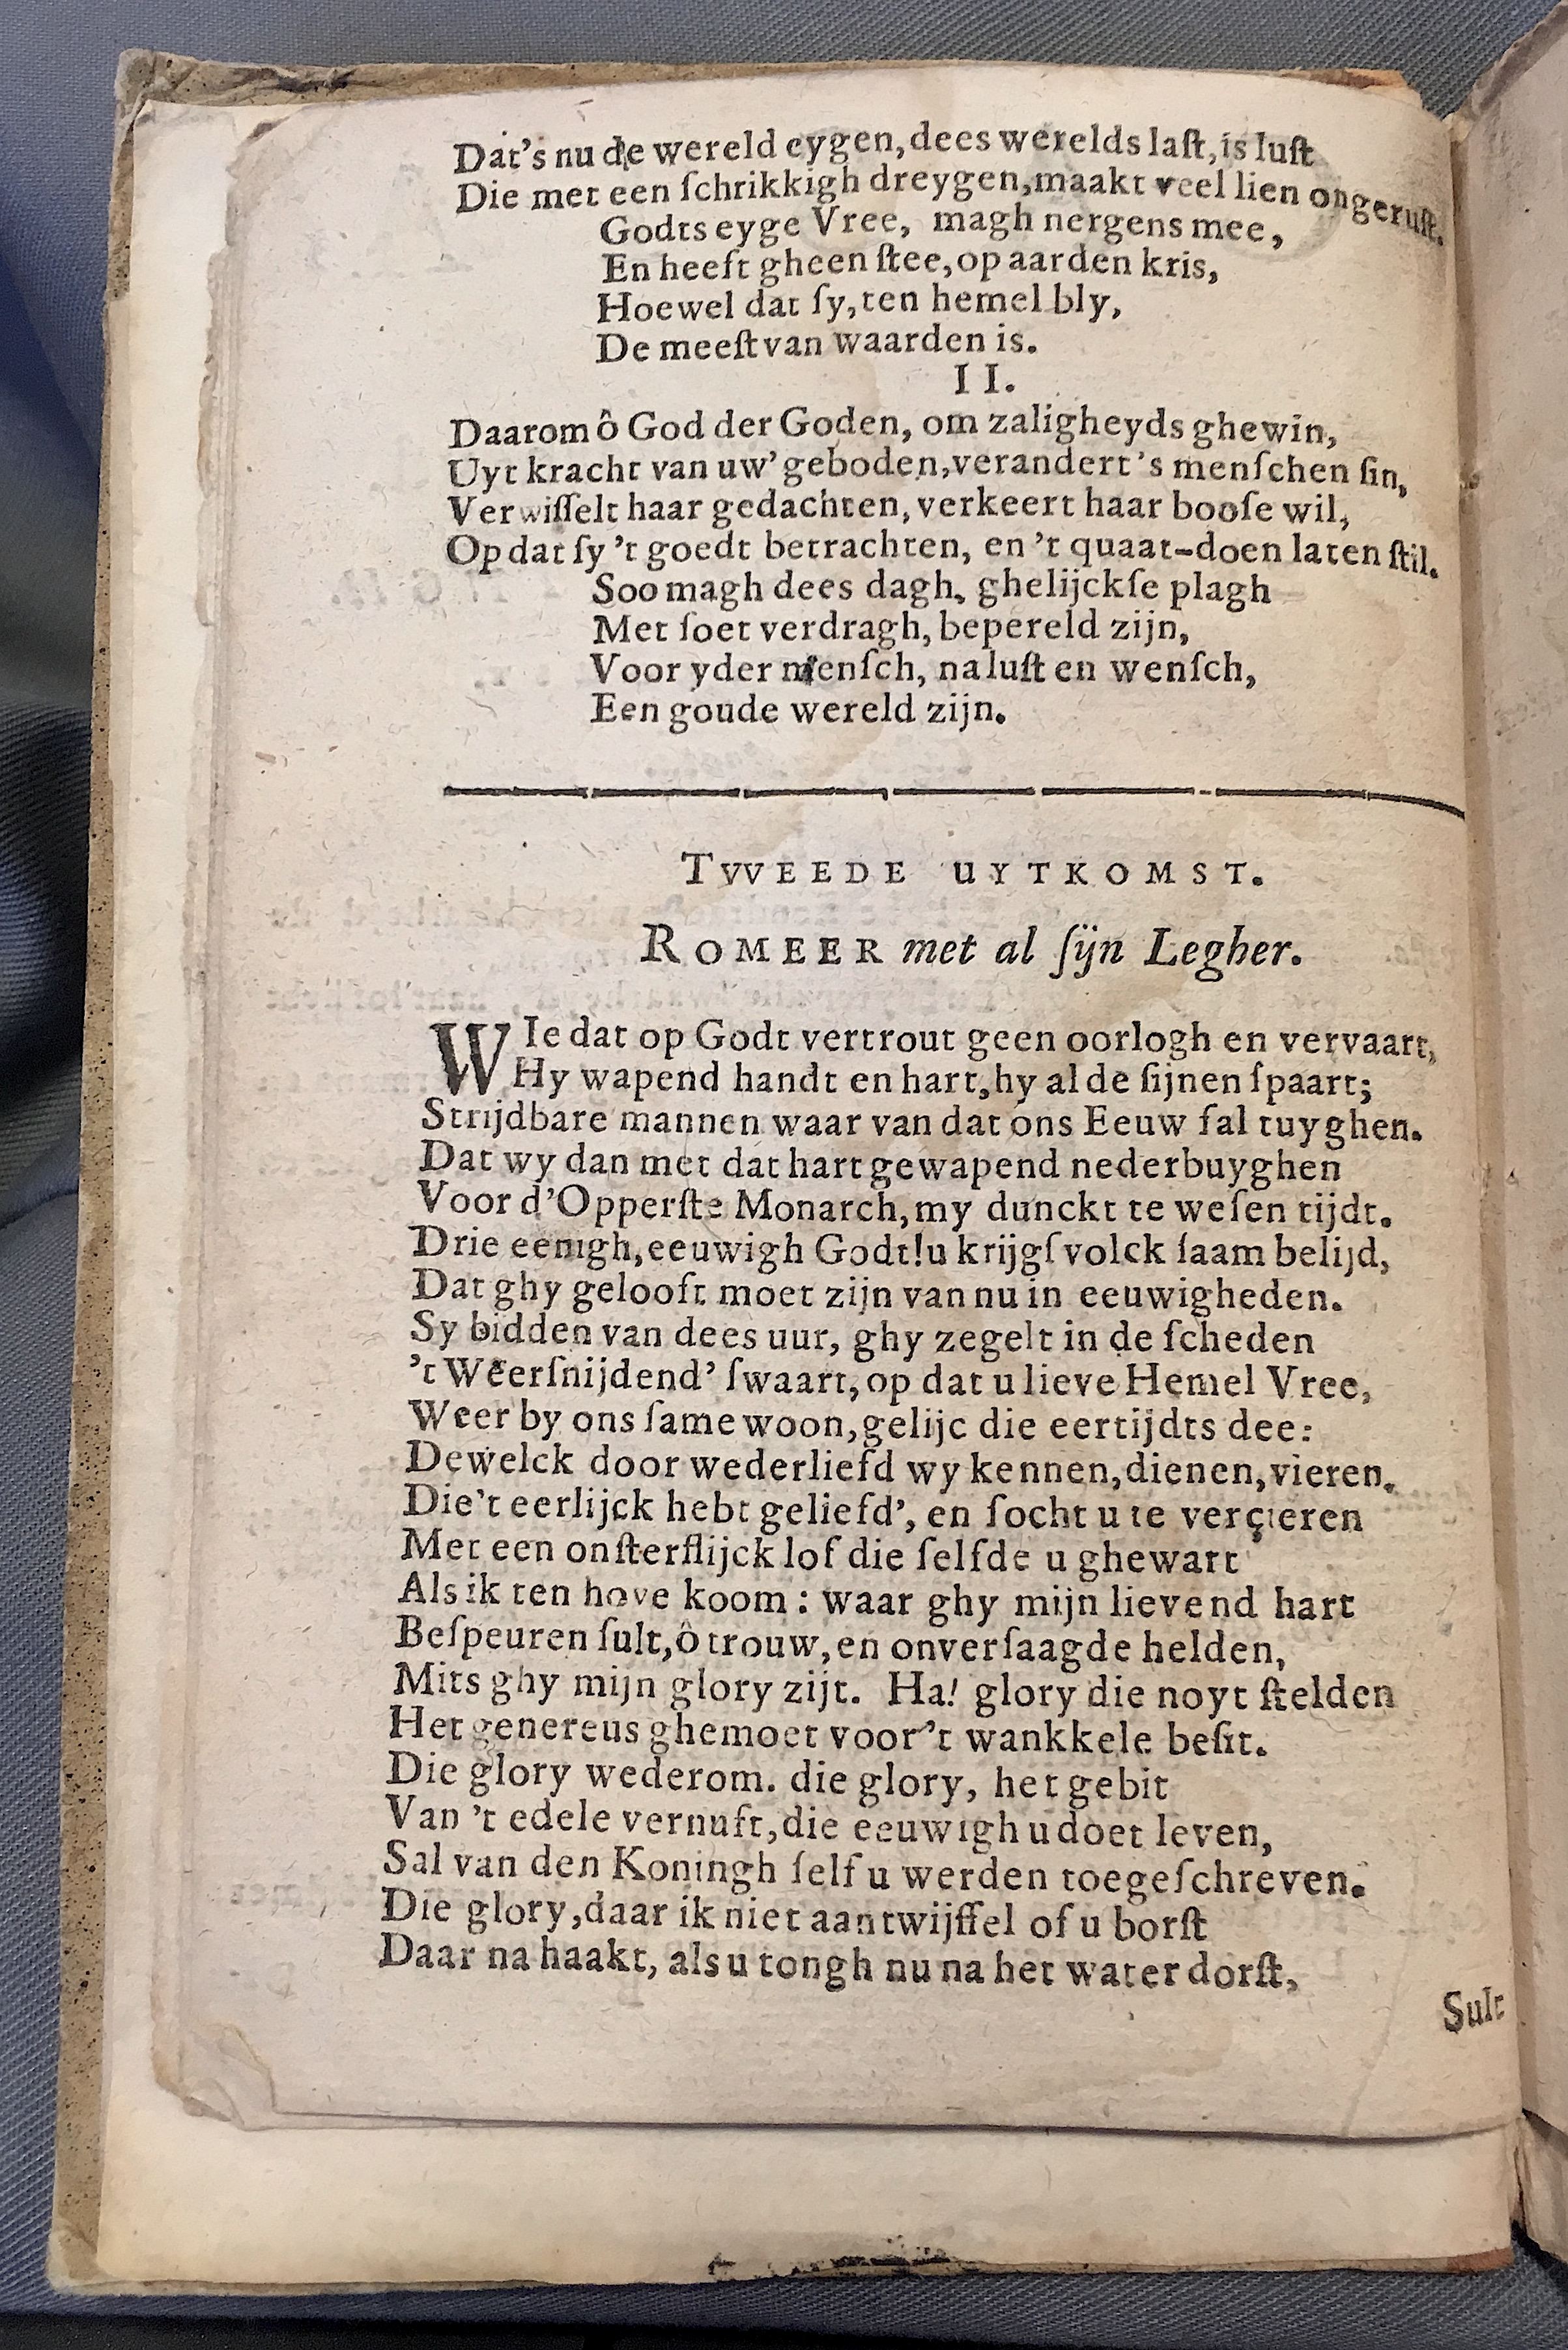 Dat's nu de wereld eygen, dees werelds laſt, is luſt
Die met een ſchrikkigh dreygen, maakt veel lien ongeruſt.
Godts eyge Vree, magh nergens mee,
En heeft gheen ſtee, op aarden kris,
Hoewel dat ſy, ten hemel bly,
De meeſt van waarden is.
II.
Daarom ô God der Goden, om zaligheyds ghewin,
Uyt kracht van uw' geboden, verandert 's menſchen ſin,
Verwiſſelt haar gedachten, verkeert haar booſe wil,
Op dat ſy 't goedt betrachten, en 't quaat-doen laten ſtil.
Soo magh dees dagh, ghelijckſe plagh
Met ſoet verdragh, bepereld zijn,
Voor yder menſch, na luſt en wenſch,
Een goude wereld zijn.
TVVEEDE UYTKOMST.
ROMEER met al ſijn Legher.
WIe dat op Godt vertrout geen oorlogh en vervaart,
Hy wapend handt en hart, hy al de ſijnen ſpaart;
Strijdbare mannen waar van dat ons Eeuw ſal tuyghen.
Dat wy dan met dat hart gewapend nederbuyghen
Voor d'Opperſte Monarch, my dunckt te weſen tijdt.
Drie eenigh, eeuwigh Godt! u krijgſvolck ſaam belijd,
Dat ghy gelooft moet zijn van nu in eeuwigheden.
Sy bidden van dees uur, ghy zegelt in de ſcheden
't Weerſnijdend' ſwaart, op dat u lieve Hemel Vree,
Weer by ons ſame woon, gelijc die eertijdts dee:
Dewelck door wederliefd wy kennen, dienen, vieren.
Die't eerlijck hebt geliefd', en ſocht u te verçieren
Met een onſterflijck lof die ſelfde u ghewart
Als ik ten hove koom: waar ghy mijn lievend hart
Beſpeuren ſult, ô trouw, en onverſaagde helden,
Mits ghy mijn glory zijt. Ha! glory die noyt ſtelden
Het genereus ghemoet voor't wankkele beſit.
Die glory wederom. die glory, het gebit
Van 't edele vernuft, die eeuwigh u doet leven,
Sal van den Koningh ſelf u werden toegeſchreven.
Die glory, daar ik niet aan twijffel of u borſt
Daar na haakt, als u tongh nu na het water dorſt,
Sult